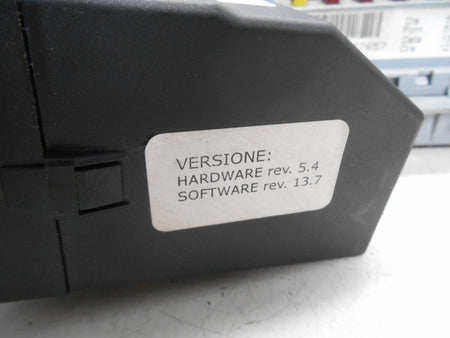 VERSIONE:
HARDWARE rev. 5.4
SOFTWARE rev. 13.7